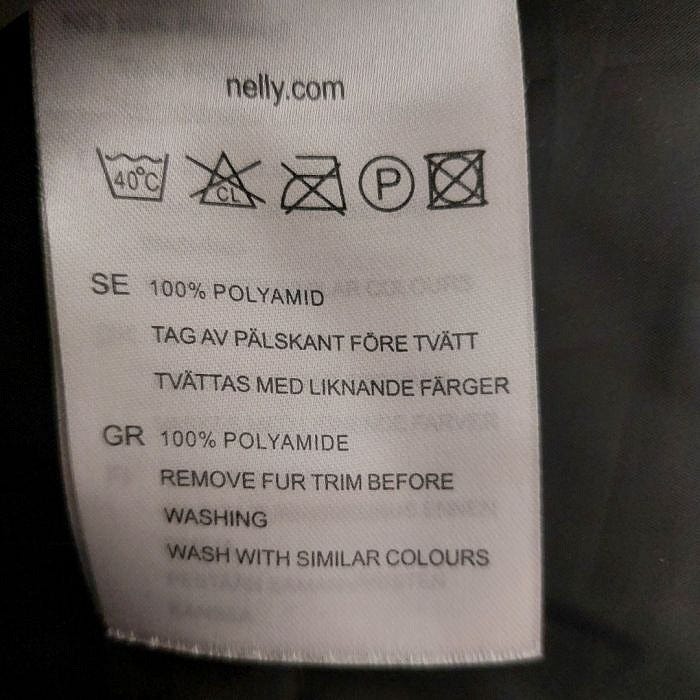 nelly.com
40°C CL P
SE 100% POLYAMID
TAG AV PÄLSKANT FÖRE TVÄTT
TVÄTTAS MED LIKNANDE FÄRGER
GR 100% POLYAMIDE
REMOVE FUR TRIM BEFORE
WASHING
WASH WITH SIMILAR COLOURS